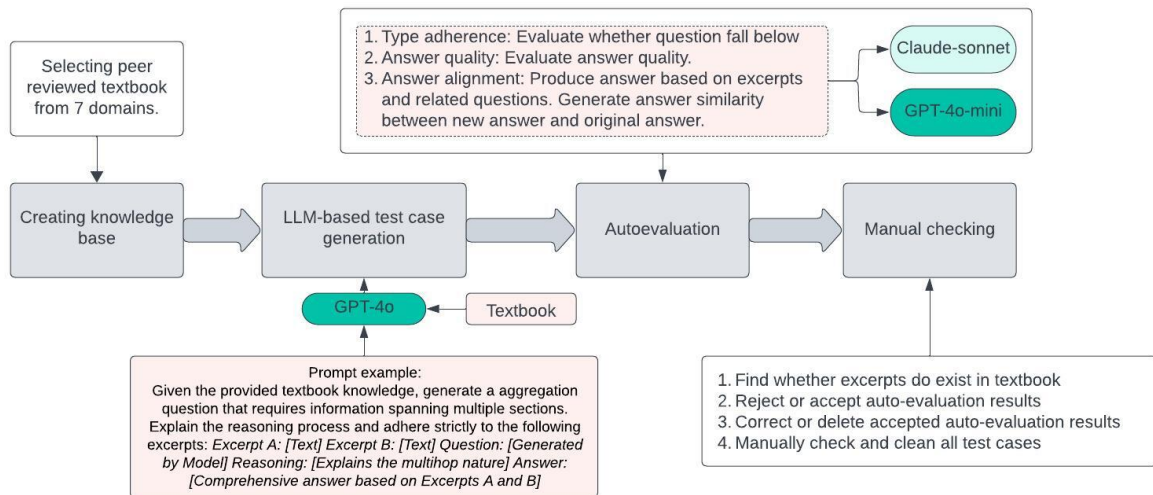 Selecting peer
reviewed textbook
from 7 domains.
1. Type adherence: Evaluate whether question fall below
2. Answer quality: Evaluate answer quality.
3. Answer alignment: Produce answer based on excerpts
and related questions. Generate answer similarity
between new answer and original answer.
Claude-sonnet
GPT-4o-mini
Creating knowledge
base
LLM-based test case
generation
Autoevaluation
Manual checking
GPT-4o
Textbook
Prompt example:
Given the provided textbook knowledge, generate a aggregation
question that requires information spanning multiple sections.
Explain the reasoning process and adhere strictly to the following
excerpts: Excerpt A: [Text] Excerpt B: [Text] Question: [Generated
by Model] Reasoning: [Explains the multihop nature] Answer:
[Comprehensive answer based on Excerpts A and B]
1. Find whether excerpts do exist in textbook
2. Reject or accept auto-evaluation results
3. Correct or delete accepted auto-evaluation results
4. Manually check and clean all test cases